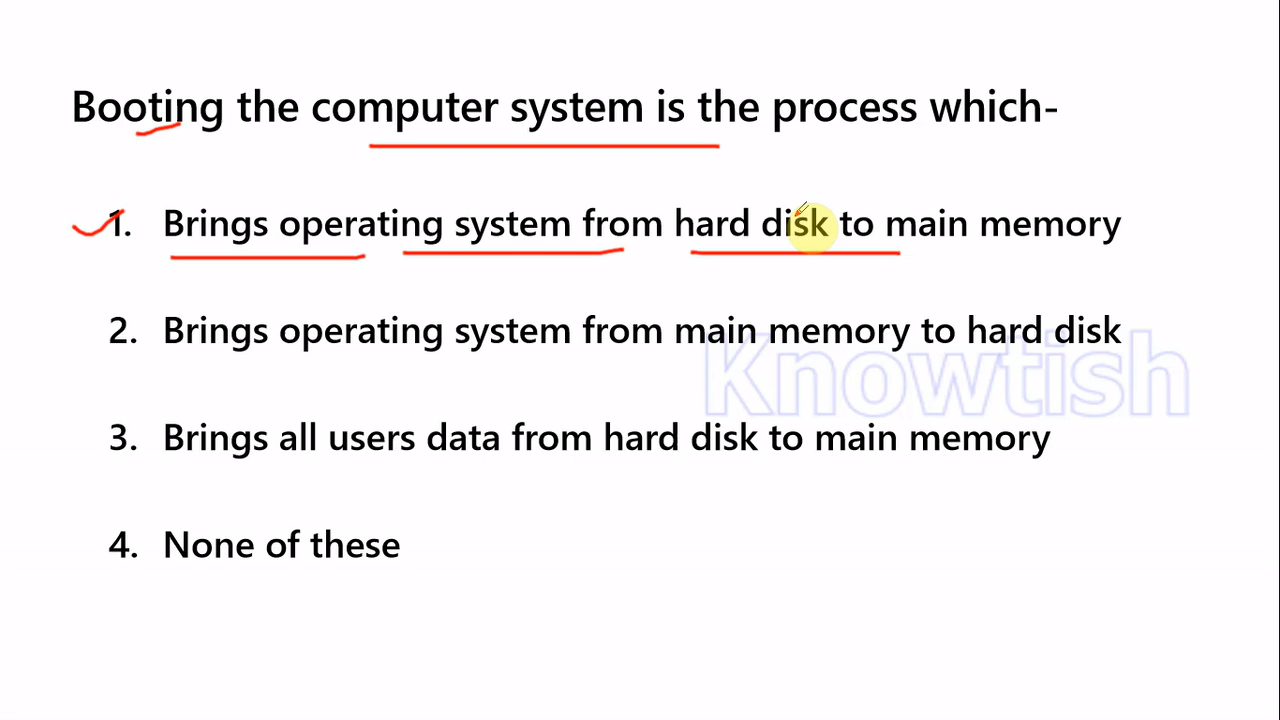 Booting the computer system is the process which-
1. Brings operating system from hard disk to main memory
2. Brings operating system from main memory to hard disk
Knowtish
3. Brings all users data from hard disk to main memory
4. None of these